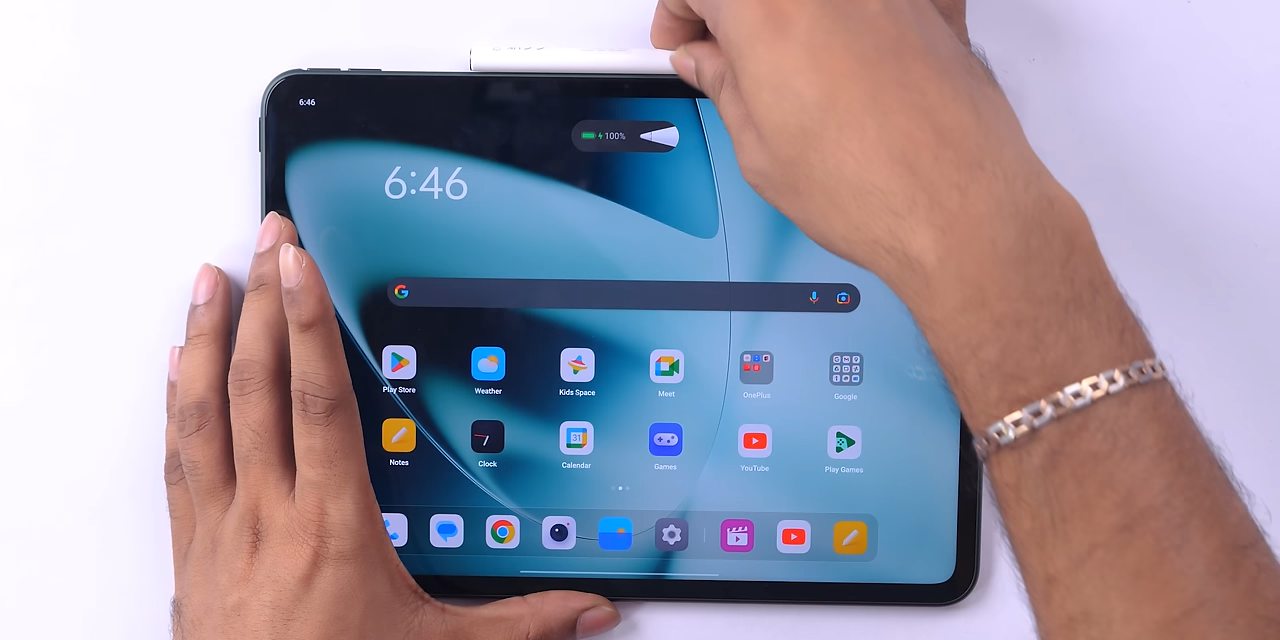 6:46
100%
6:46
G
Play Store
Weather
Kids Space
Meet
OnePlus
Google
Notes
Clock
31
Calendar
Games
YouTube
Play Games